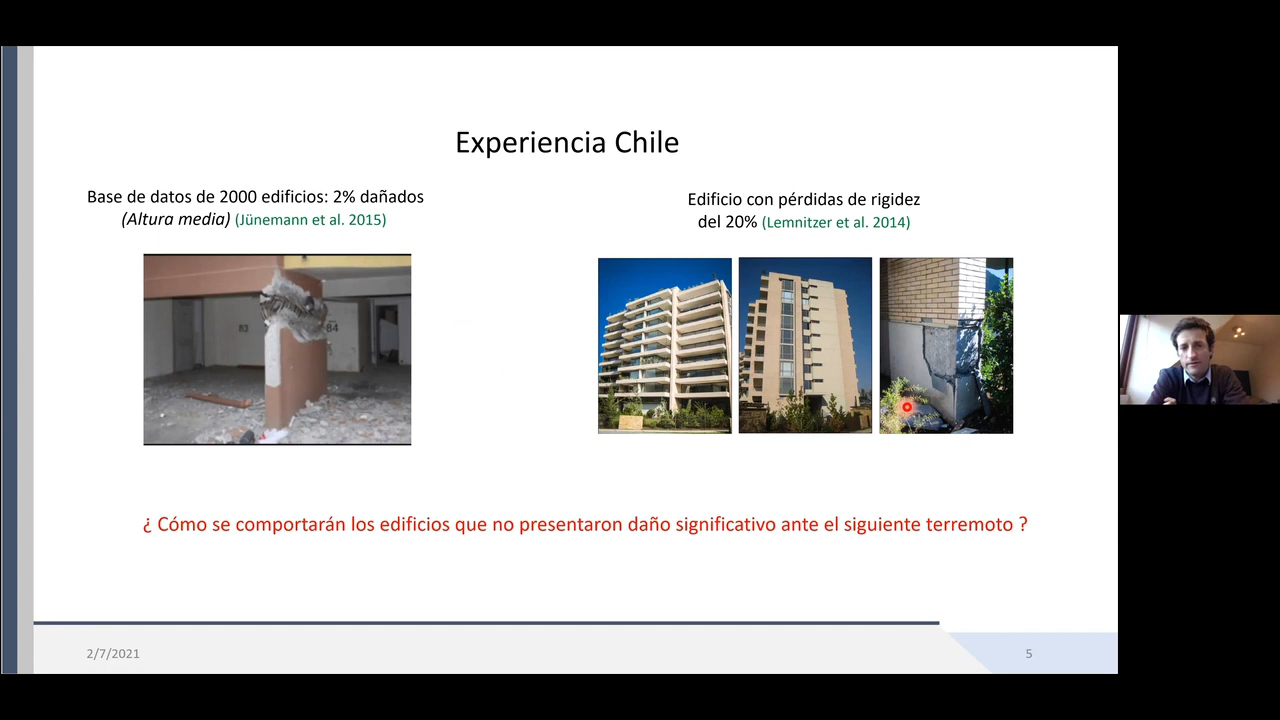 Experiencia Chile
Base de datos de 2000 edificios: 2% dañados
(Altura media) (Jünemann et al. 2015)
Edificio con pérdidas de rigidez
del 20% (Lemnitzer et al. 2014)
83
84
¿ Cómo se comportarán los edificios que no presentaron daño significativo ante el siguiente terremoto ?
2/7/2021
5